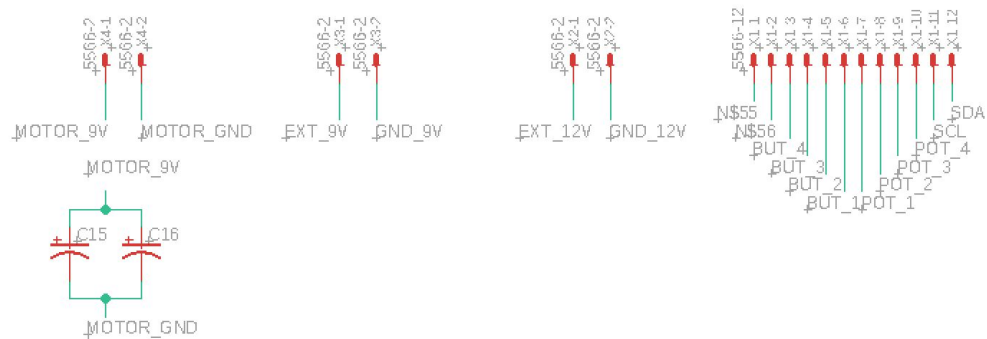 5566-2
X4-1
5566-2
X4-2
5566-2
X3-1
5566-2
X3-2
5566-2
X2-1
5566-2
X2-2
5566-12
X1-1
X1-2
X1-3
X1-4
X1-5
X1-6
X1-7
X1-8
X1-9
X1-10
X1-11
X1-12
MOTOR_9V
MOTOR_GND
EXT_9V
GND_9V
EXT_12V
GND_12V
N$55
SDA
N$56
SCL
BUT_4
POT_4
BUT_3
POT_3
BUT_2
POT_2
BUT_1
POT_1
MOTOR_9V
C15
C16
MOTOR_GND